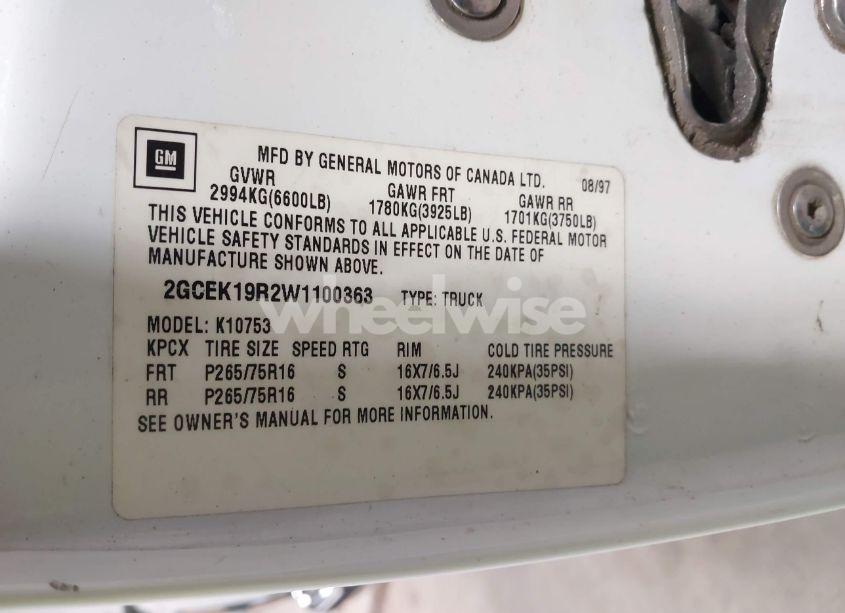 GM
MFD BY GENERAL MOTORS OF CANADA LTD. 08/97
GVWR GAWR FRT GAWR RR
2994KG(6600LB) 1780KG(3925LB) 1701KG(3750LB)
THIS VEHICLE CONFORMS TO ALL APPLICABLE U.S. FEDERAL MOTOR
VEHICLE SAFETY STANDARDS IN EFFECT ON THE DATE OF
MANUFACTURE SHOWN ABOVE.
2GCEK19R2W1100363 TYPE: TRUCK
wheelwise
MODEL: K10753
KPCX TIRE SIZE SPEED RTG RIM COLD TIRE PRESSURE
FRT P265/75R16 S 16X7/6.5J 240KPA(35PSI)
RR P265/75R16 S 16X7/6.5J 240KPA(35PSI)
SEE OWNER'S MANUAL FOR MORE INFORMATION.